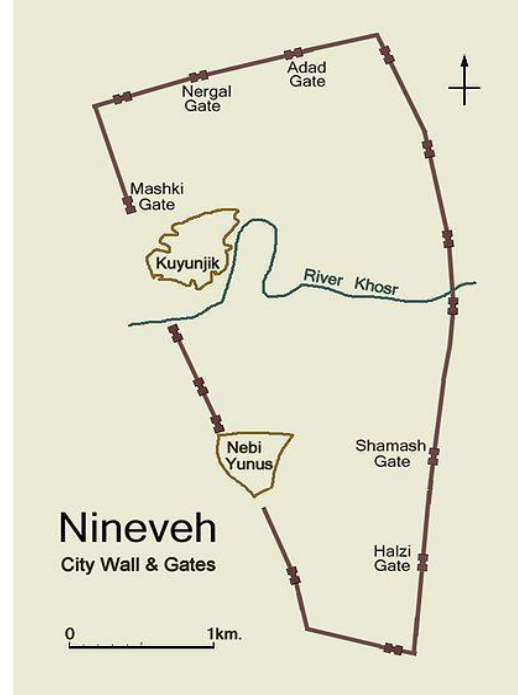 Adad
Gate
Nergal
Gate
Mashki
Gate
Kuyunjik
River Khosr
Shamash
Gate
Nebi
Yunus
Nineveh
City Wall & Gates
Halzi
Gate
0 1km.